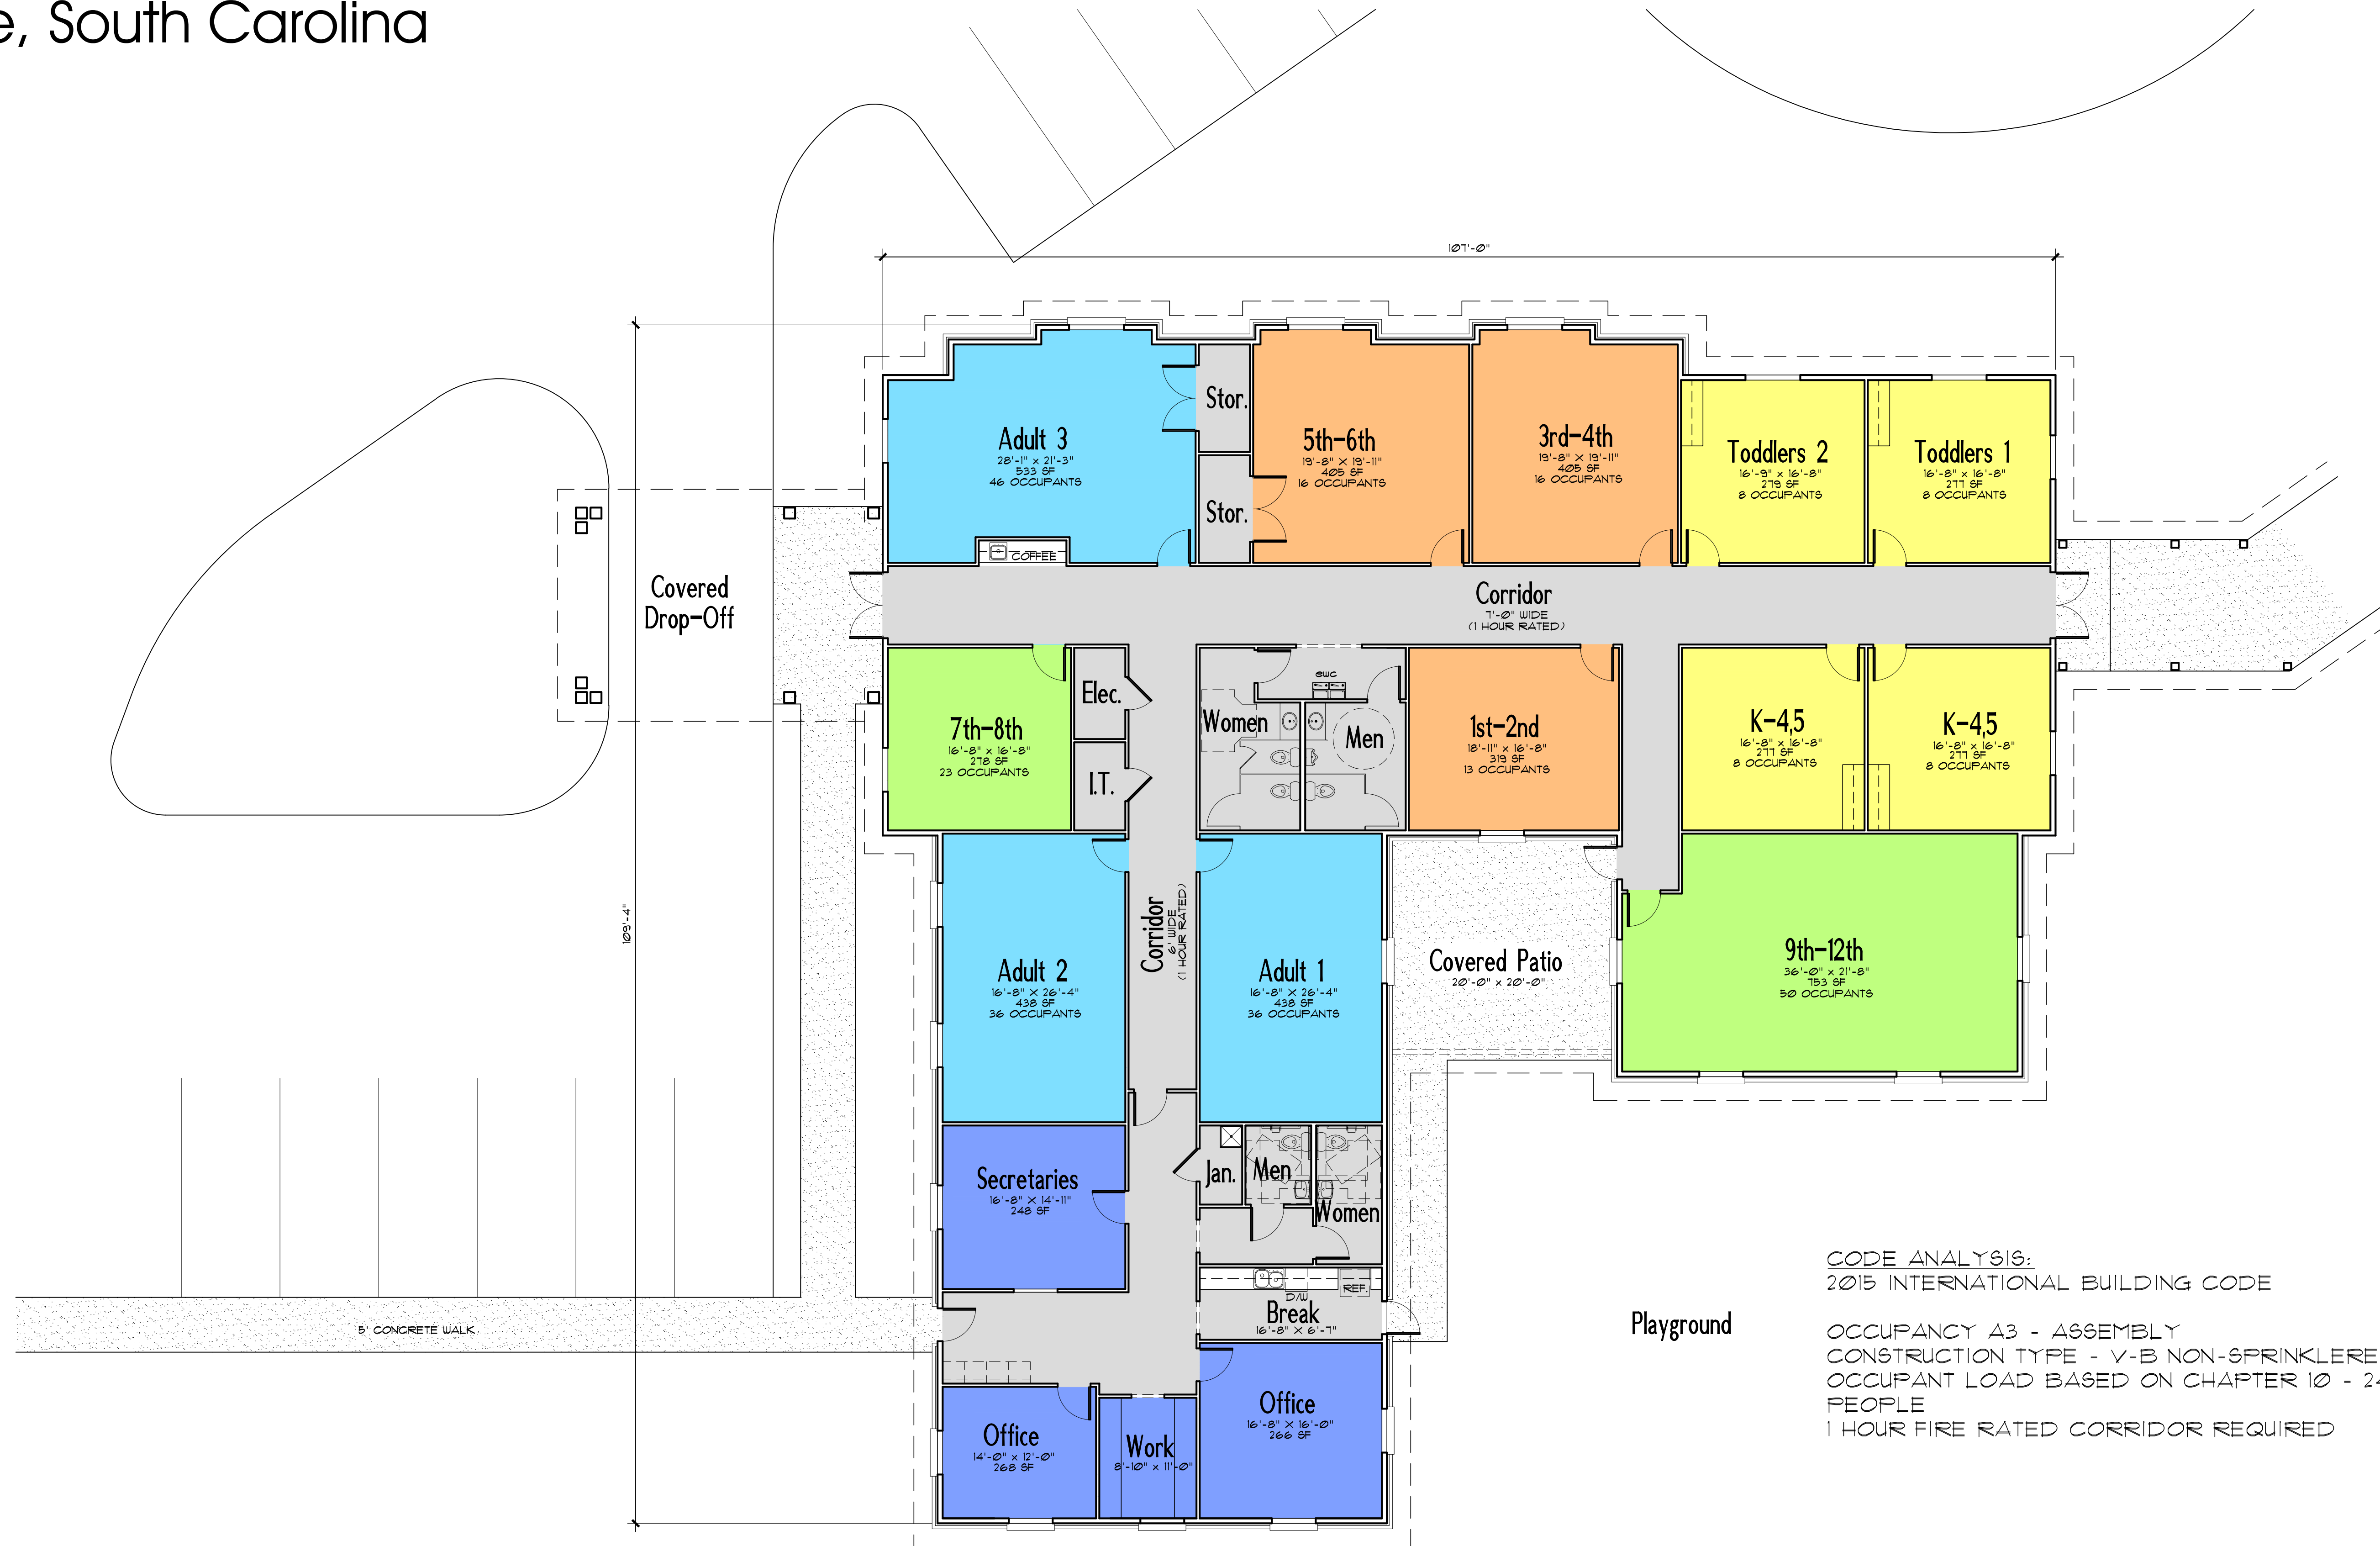 e, South Carolina
107'-0"
109'-4"
Adult 3
28'-1" x 21'-3"
533 SF
46 OCCUPANTS
COFFEE
Stor.
Stor.
5th-6th
19'-8" X 19'-11"
405 SF
16 OCCUPANTS
3rd-4th
19'-8" X 19'-11"
405 SF
16 OCCUPANTS
Toddlers 2
16'-9" x 16'-8"
279 SF
8 OCCUPANTS
Toddlers 1
16'-8" x 16'-8"
277 SF
8 OCCUPANTS
Covered
Drop-Off
Corridor
7'-0" WIDE
(1 HOUR RATED)
7th-8th
16'-8" x 16'-8"
278 SF
23 OCCUPANTS
Elec.
I.T.
Women
EWC
Men
1st-2nd
18'-11" x 16'-8"
319 SF
13 OCCUPANTS
K-4,5
16'-8" x 16'-8"
277 SF
8 OCCUPANTS
K-4,5
16'-8" x 16'-8"
277 SF
8 OCCUPANTS
Adult 2
16'-8" X 26'-4"
438 SF
36 OCCUPANTS
Corridor
6' WIDE
(1 HOUR RATED)
Adult 1
16'-8" X 26'-4"
438 SF
36 OCCUPANTS
Covered Patio
20'-0" x 20'-0"
9th-12th
36'-0" x 21'-8"
753 SF
50 OCCUPANTS
Secretaries
16'-8" X 14'-11"
248 SF
Jan.
Men
Women
D/W
REF.
Break
16'-8" X 6'-7"
5' CONCRETE WALK
Office
14'-0" x 12'-0"
268 SF
Work
8'-10" x 11'-0"
Office
16'-8" X 16'-0"
266 SF
Playground
CODE ANALYSIS:
2015 INTERNATIONAL BUILDING CODE
OCCUPANCY A3 - ASSEMBLY
CONSTRUCTION TYPE - V-B NON-SPRINKLERE
OCCUPANT LOAD BASED ON CHAPTER 10 - 24
PEOPLE
1 HOUR FIRE RATED CORRIDOR REQUIRED